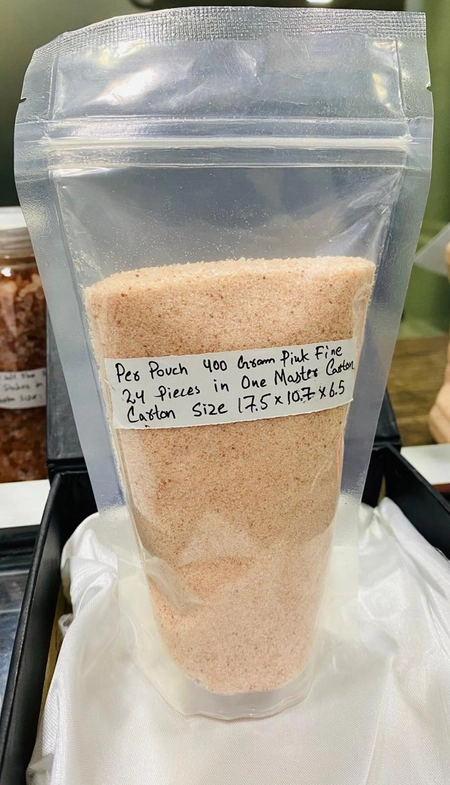 Per Pouch 400 Gram Pink Fine
24 Pieces in One Master Carton
Carton Size 17.5 x 10.7 x 6.5